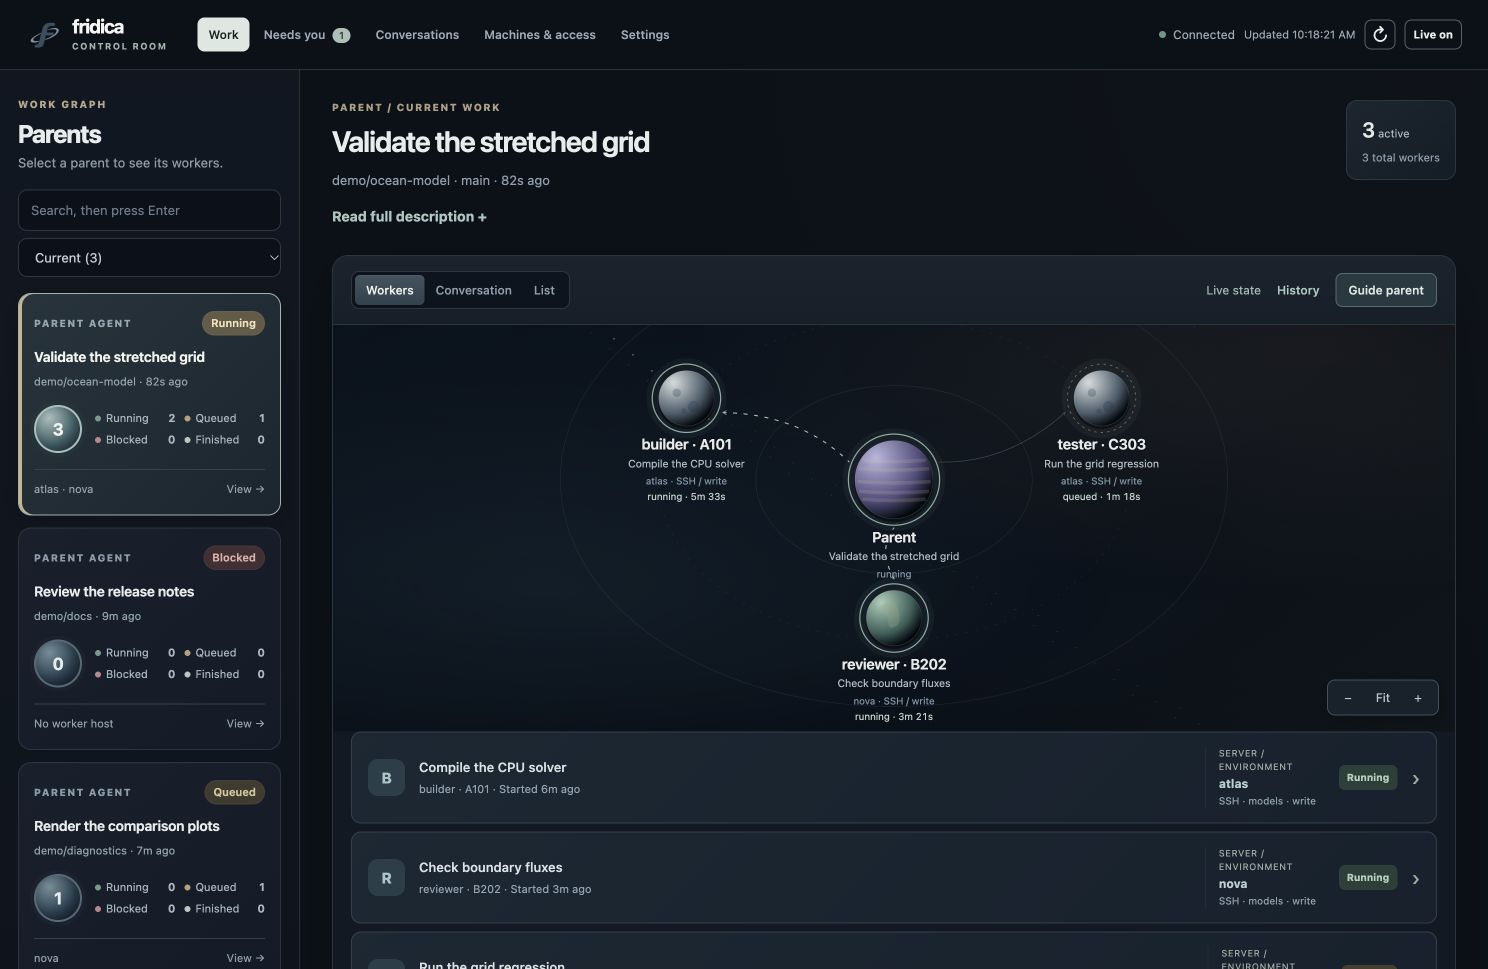 fridica
CONTROL ROOM
Work
Needs you 1
Conversations
Machines & access
Settings
Connected
Updated 10:18:21 AM
Live on
WORK GRAPH
Parents
Select a parent to see its workers.
Search, then press Enter
Current (3)
PARENT AGENT
Running
Validate the stretched grid
demo/ocean-model · 82s ago
3
Running 2
Queued 1
Blocked 0
Finished 0
atlas · nova
View →
PARENT AGENT
Blocked
Review the release notes
demo/docs · 9m ago
0
Running 0
Queued 0
Blocked 0
Finished 0
No worker host
View →
PARENT AGENT
Queued
Render the comparison plots
demo/diagnostics · 7m ago
1
Running 0
Queued 1
Blocked 0
Finished 0
nova
View →
PARENT / CURRENT WORK
Validate the stretched grid
demo/ocean-model · main · 82s ago
Read full description +
3 active
3 total workers
Workers
Conversation
List
Live state
History
Guide parent
builder · A101
Compile the CPU solver
atlas · SSH / write
running · 5m 33s
tester · C303
Run the grid regression
atlas · SSH / write
queued · 1m 18s
Parent
Validate the stretched grid
running
reviewer · B202
Check boundary fluxes
nova · SSH / write
running · 3m 21s
− Fit +
B
Compile the CPU solver
builder · A101 · Started 6m ago
SERVER /
ENVIRONMENT
atlas
SSH · models · write
Running
R
Check boundary fluxes
reviewer · B202 · Started 3m ago
SERVER /
ENVIRONMENT
nova
SSH · models · write
Running
Run the grid regression
SERVER /
ENVIRONMENT